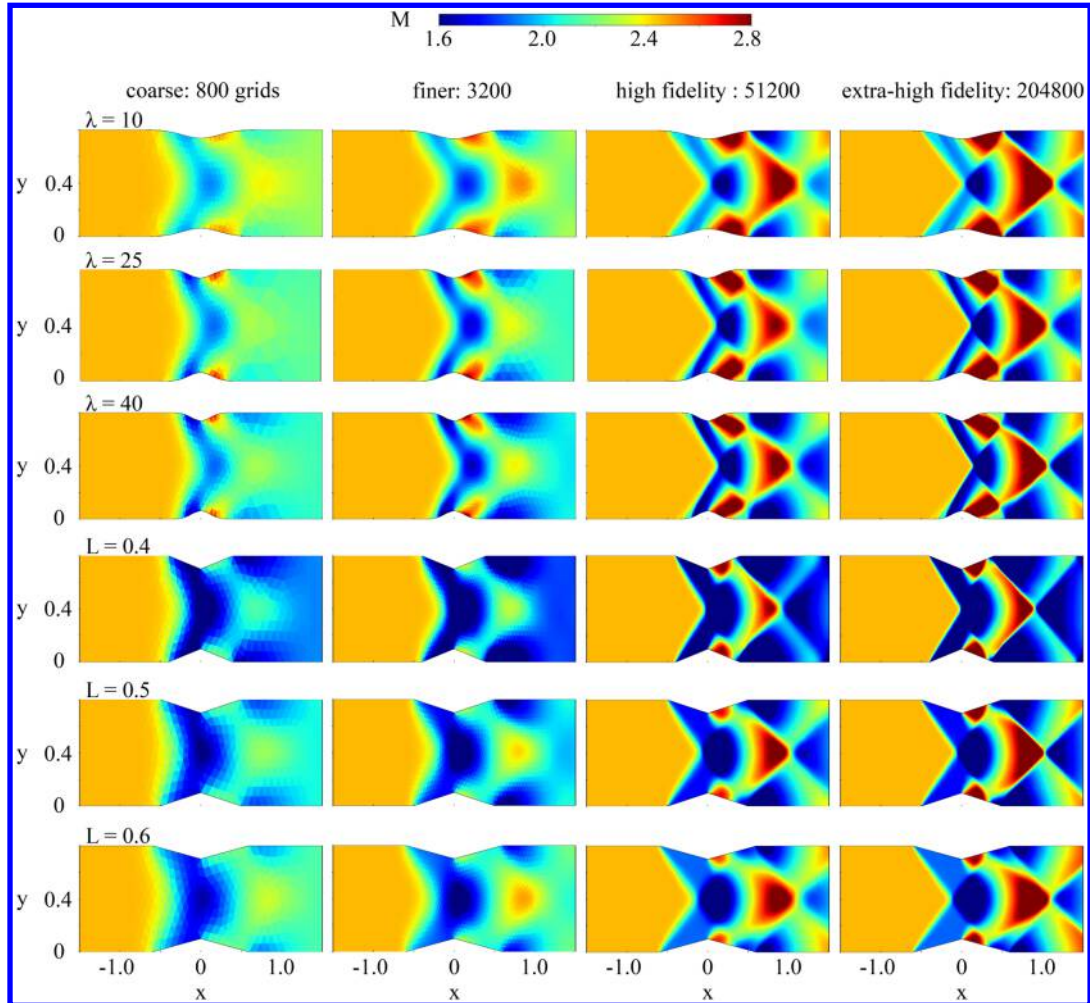 M
1.6 2.0 2.4 2.8
coarse: 800 grids finer: 3200 high fidelity : 51200 extra-high fidelity: 204800
λ = 10
y 0.4
0
λ = 25
y 0.4
0
λ = 40
y 0.4
0
L = 0.4
y 0.4
0
L = 0.5
y 0.4
0
L = 0.6
y 0.4
0
-1.0 0 1.0 -1.0 0 1.0 -1.0 0 1.0 -1.0 0 1.0
x x x x